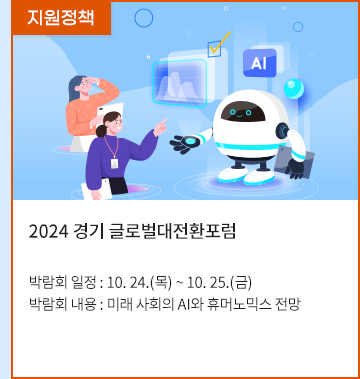 지원정책
AI
2024 경기 글로벌대전환포럼
박람회 일정 : 10. 24.(목) ~ 10. 25.(금)
박람회 내용 : 미래 사회의 AI와 휴머노믹스 전망